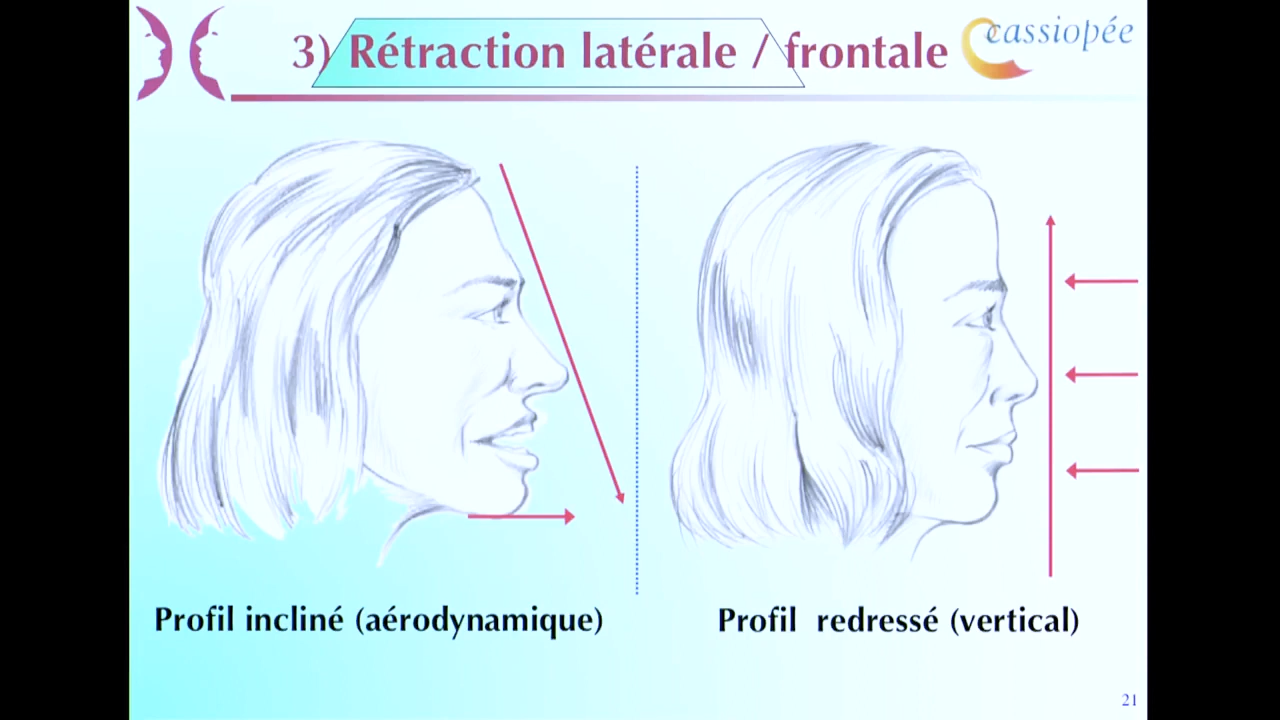 3) Rétraction latérale / frontale
cassiopée
Profil incliné (aérodynamique)
Profil redressé (vertical)
21